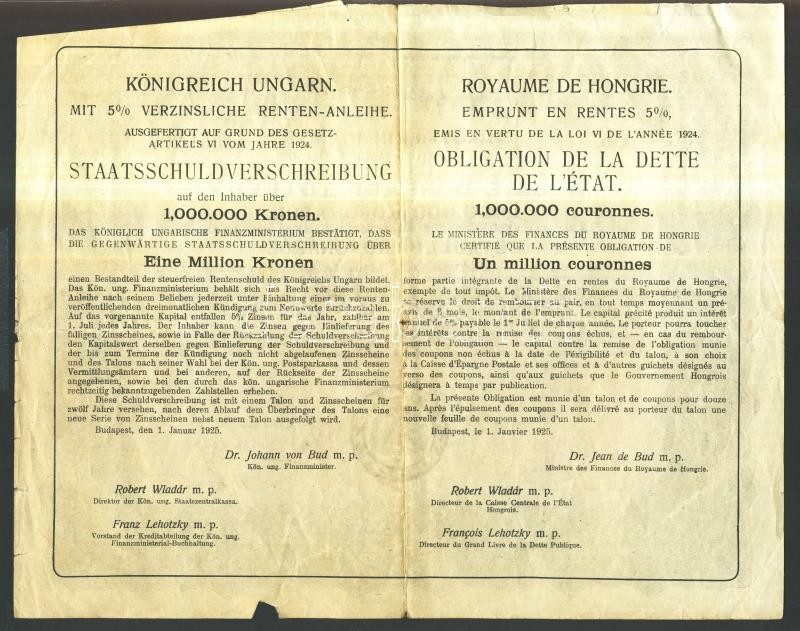 KÖNIGREICH UNGARN.
MIT 5% VERZINSLICHE RENTEN-ANLEIHE.
AUSGEFERTIGT AUF GRUND DES GESETZ-
ARTIKELS VI VOM JAHRE 1924.
STAATSSCHULDVERSCHREIBUNG
auf den Inhaber über
1,000.000 Kronen.
DAS KÖNIGLICH UNGARISCHE FINANZMINISTERIUM BESTÄTIGT, DASS
DIE GEGENWÄRTIGE STAATSSCHULDVERSCHREIBUNG ÜBER
Eine Million Kronen
einen Bestandteil der steuerfreien Rentenschuld des Königreichs Ungarn bildet.
Das Kön. ung. Finanzministerium behält sich das Recht vor diese Renten-
Anleihe nach seinem Belieben jederzeit unter Einhaltung einer im voraus zu
veröffentlichenden dreimonatlichen Kündigung zum Nennwerte zurückzuzahlen.
Auf das vorgenannte Kapital entfallen 5% Zinsen für das Jahr, zahlbar am
1. Juli jedes Jahres. Der Inhaber kann die Zinsen gegen Einlieferung des
fälligen Zinsscheines, sowie in Falle der Rückzahlung der Schuldverschreibung
den Kapitalswert derselben gegen Einlieferung der Schuldverschreibung und
der bis zum Termine der Kündigung noch nicht abgelaufenen Zinsscheine
und des Talons nach seiner Wahl bei der Kön. ung. Postsparkassa und dessen
Vermittlungsämtern und bei anderen, auf der Rückseite der Zinsscheine
angegebenen, sowie bei den durch das kön. ungarische Finanzministerium
rechtzeitig bekanntzugebenden Zahlstellen erheben.
Diese Schuldverschreibung ist mit einem Talon und Zinsscheinen für
zwölf Jahre versehen, nach deren Ablauf dem Überbringer des Talons eine
neue Serie von Zinsscheinen nebst neuem Talon ausgefolgt wird.
Budapest, den 1. Januar 1925.
Dr. Johann von Bud m. p.
Kön. ung. Finanzminister.
Robert Wladár m. p.
Direktor der Kön. ung. Staatszentralkassa.
Franz Lehotzky m. p.
Vorstand der Kreditabteilung der Kön. ung.
Finanzministerial-Buchhaltung.
ROYAUME DE HONGRIE.
EMPRUNT EN RENTES 5%,
EMIS EN VERTU DE LA LOI VI DE L'ANNÉE 1924.
OBLIGATION DE LA DETTE
DE L'ÉTAT.
1,000.000 couronnes.
LE MINISTÈRE DES FINANCES DU ROYAUME DE HONGRIE
CERTIFIE QUE LA PRÉSENTE OBLIGATION DE
Un million couronnes
forme partie intégrante de la Dette en rentes du Royaume de Hongrie,
exempte de tout impôt. Le Ministère des Finances du Royaume de Hongrie
se réserve le droit de rembourser au pair, en tout temps moyennant un pré-
avis de 3 mois, le montant de l'emprunt. Le capital précité produit un intérêt
annuel de 5% payable le 1er Juillet de chaque année. Le porteur pourra toucher
les intérêts contre la remise des coupons échus, et — en cas du rembour-
sement de l'obligation — le capital contre la remise de l'obligation munie
des coupons non échus à la date de l'éxigibilité et du talon, à son choix
à la Caisse d'Épargne Postale et ses offices et à d'autres guichets désignés au
verso des coupons, ainsi qu'aux guichets que le Gouvernement Hongrois
désignera à temps par publication.
La présente Obligation est munie d'un talon et de coupons pour douze
ans. Après l'épuisement des coupons il sera délivré au porteur du talon une
nouvelle feuille de coupons munie d'un talon.
Budapest, le 1. Janvier 1925.
Dr. Jean de Bud m. p.
Ministre des Finances du Royaume de Hongrie.
Robert Wladár m. p.
Directeur de la Caisse Centrale de l'État
Hongrois.
François Lehotzky m. p.
Directeur du Grand Livre de la Dette Publique.